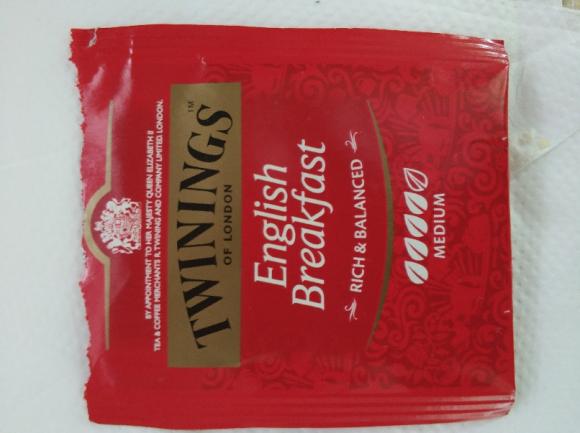 BY APPOINTMENT TO HER MAJESTY QUEEN ELIZABETH II
TEA & COFFEE MERCHANTS R. TWINING AND COMPANY LIMITED, LONDON.
TWININGS™
OF LONDON
English
Breakfast
RICH & BALANCED
MEDIUM